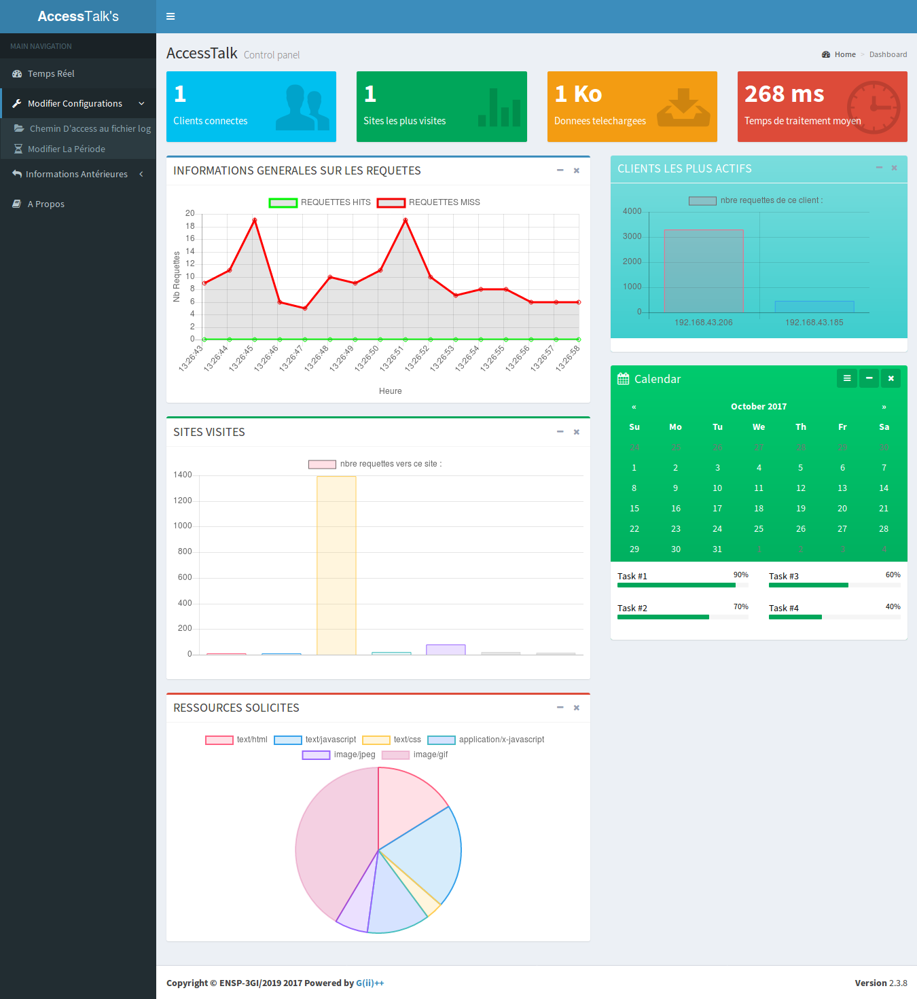 AccessTalk's
MAIN NAVIGATION
Temps Réel
Modifier Configurations
Chemin D'access au fichier log
Modifier La Période
Informations Antérieures
A Propos
AccessTalk Control panel
Home > Dashboard
1
Clients connectes
1
Sites les plus visites
1 Ko
Donnees telechargees
268 ms
Temps de traitement moyen
INFORMATIONS GENERALES SUR LES REQUETES
REQUETTES HITS REQUETTES MISS
Nb Requettes
20
18
16
14
12
10
8
6
4
2
0
13:26:43 13:26:44 13:26:45 13:26:46 13:26:47 13:26:48 13:26:49 13:26:50 13:26:51 13:26:52 13:26:53 13:26:54 13:26:55 13:26:56 13:26:57 13:26:58
Heure
CLIENTS LES PLUS ACTIFS
nbre requettes de ce client :
4000
3000
2000
1000
0
192.168.43.206 192.168.43.185
Calendar
« October 2017 »
Su Mo Tu We Th Fr Sa
24 25 26 27 28 29 30
1 2 3 4 5 6 7
8 9 10 11 12 13 14
15 16 17 18 19 20 21
22 23 24 25 26 27 28
29 30 31 1 2 3 4
Task #1 90%
Task #3 60%
Task #2 70%
Task #4 40%
SITES VISITES
nbre requettes vers ce site :
1400
1200
1000
800
600
400
200
0
RESSOURCES SOLICITES
text/html text/javascript text/css application/x-javascript
image/jpeg image/gif
Copyright © ENSP-3GI/2019 2017 Powered by G(ii)++
Version 2.3.8